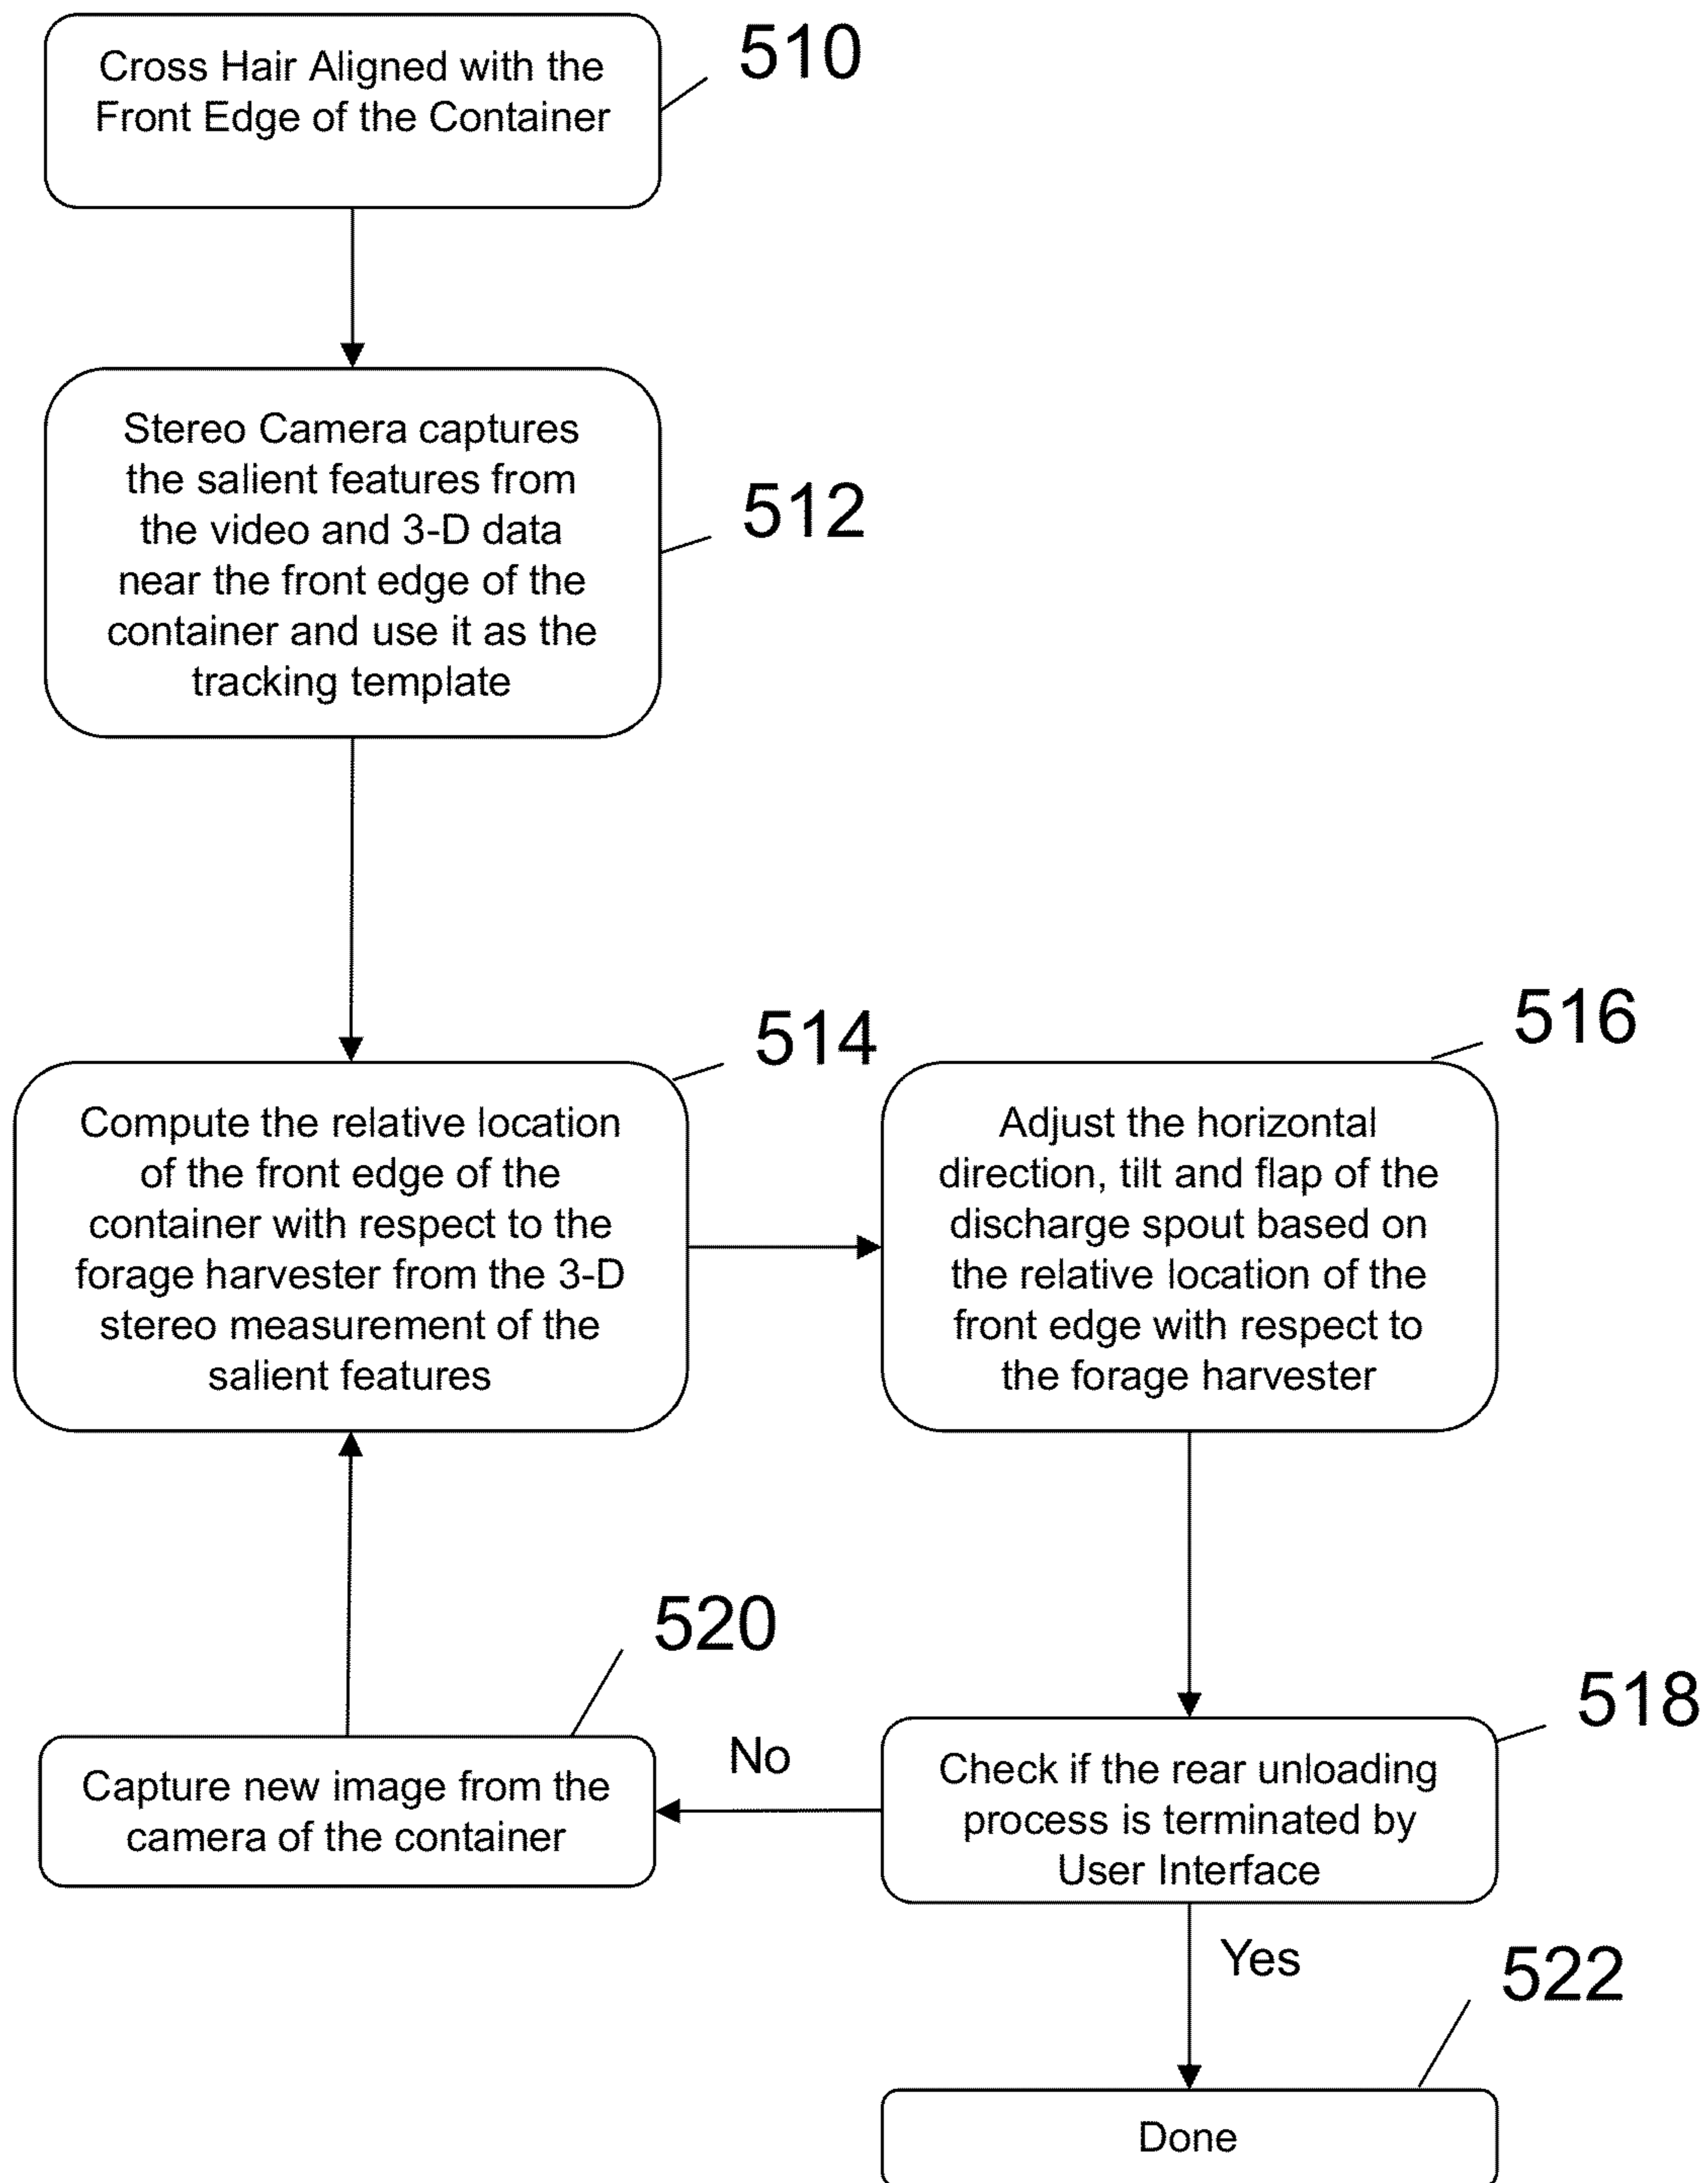 Cross Hair Aligned with the
Front Edge of the Container
510
Stereo Camera captures
the salient features from
the video and 3-D data
near the front edge of the
container and use it as the
tracking template
512
514
Compute the relative location
of the front edge of the
container with respect to the
forage harvester from the 3-D
stereo measurement of the
salient features
516
Adjust the horizontal
direction, tilt and flap of the
discharge spout based on
the relative location of the
front edge with respect to
the forage harvester
518
Check if the rear unloading
process is terminated by
User Interface
No
520
Capture new image from the
camera of the container
Yes
522
Done